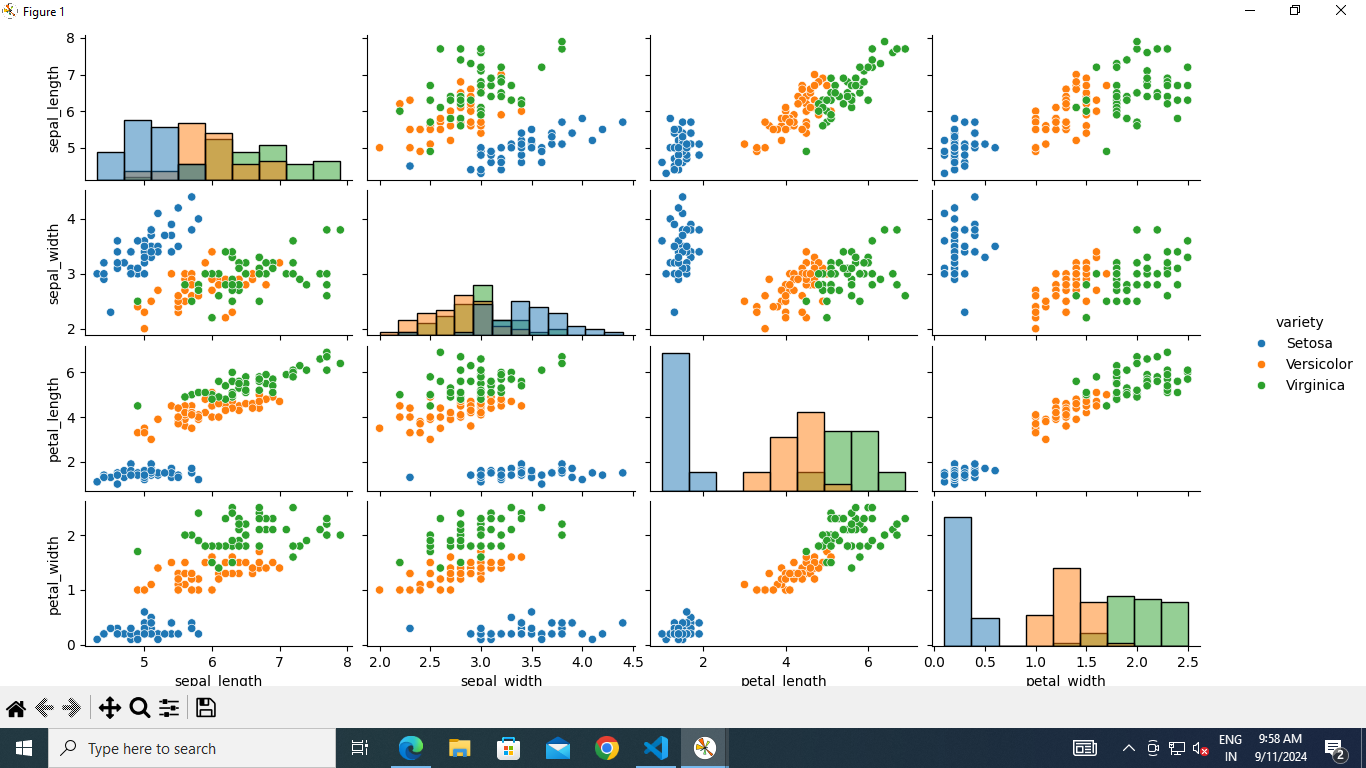 Figure 1
sepal_length
8
7
6
5
sepal_width
4
3
2
petal_length
6
4
2
petal_width
2
1
0
5 6 7 8
2.0 2.5 3.0 3.5 4.0 4.5
2 4 6
0.0 0.5 1.0 1.5 2.0 2.5
sepal_length sepal_width petal_length petal_width
variety
Setosa
Versicolor
Virginica
Type here to search
ENG
IN
9:58 AM
9/11/2024
2